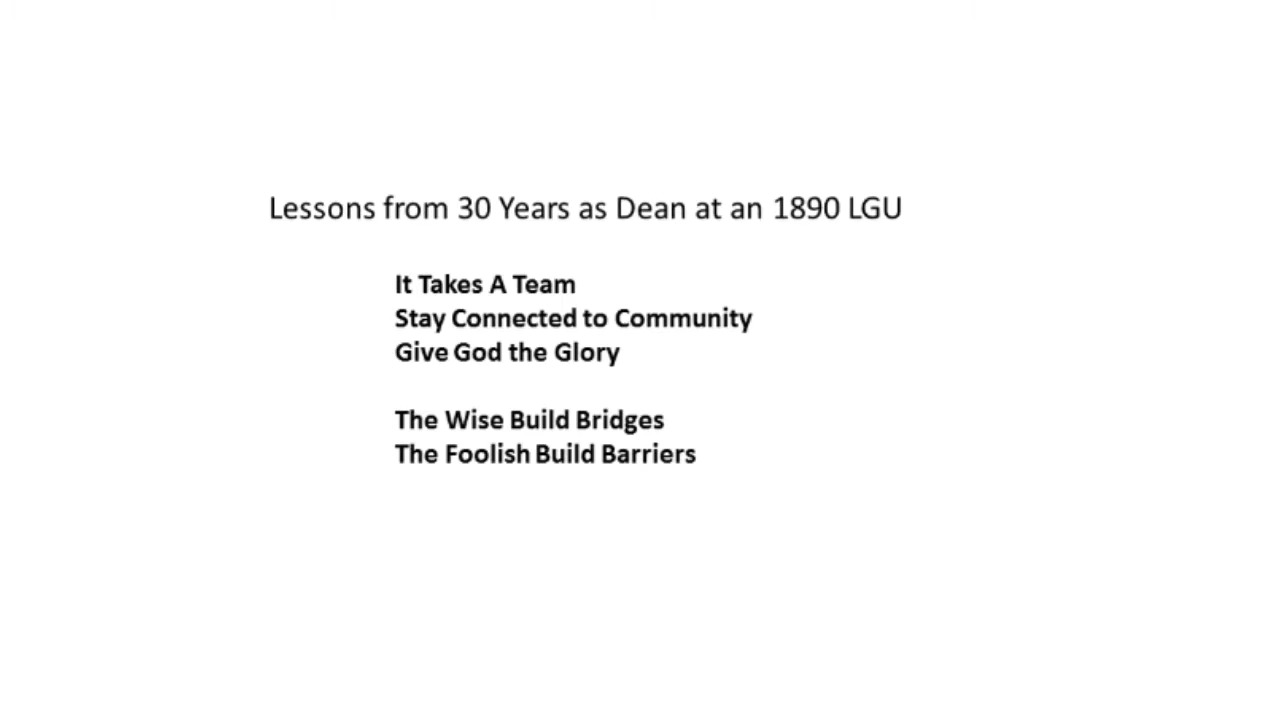 Lessons from 30 Years as Dean at an 1890 LGU
It Takes A Team
Stay Connected to Community
Give God the Glory
The Wise Build Bridges
The Foolish Build Barriers